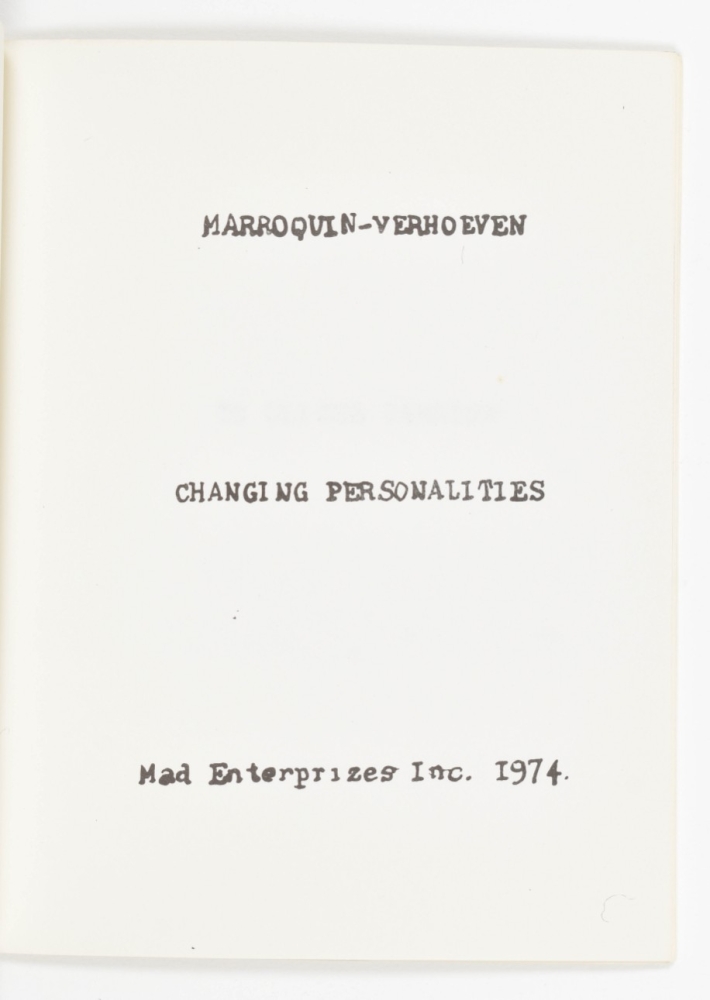 MARROQUIN-VERHOEVEN
CHANGING PERSONALITIES
Mad Enterprizes Inc. 1974.